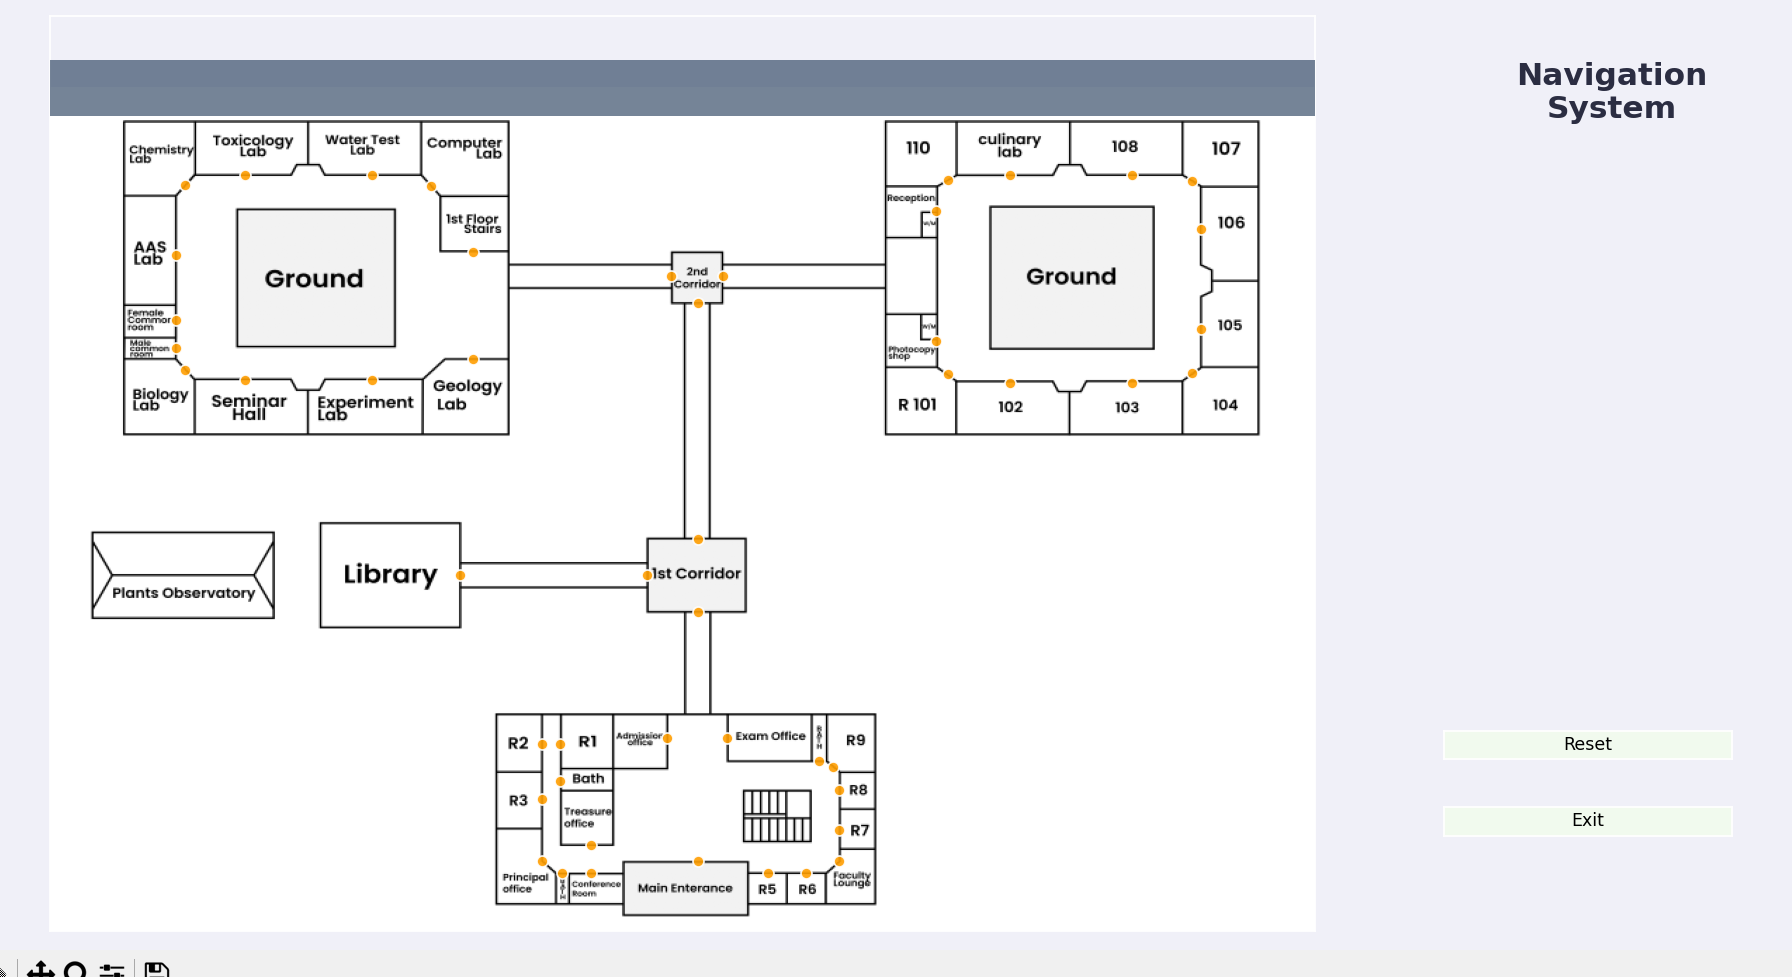 Navigation
System
Chemistry
Lab
Toxicology
Lab
Water Test
Lab
Computer
Lab
110
culinary
lab
108
107
Reception
W/M
1st Floor
Stairs
106
AAS
Lab
Ground
2nd
Corridor
Ground
Female
Common
room
Male
common
room
W/M
Photocopy
shop
105
Biology
Lab
Seminar
Hall
Experiment
Lab
Geology
Lab
R 101
102
103
104
Library
1st Corridor
Plants Observatory
R2
R1
Admission
office
Exam Office
BATH
R9
Reset
Bath
R3
R8
Treasure
office
R7
Exit
Principal
office
BATH
Conference
Room
Main Enterance
R5
R6
Faculty
Lounge